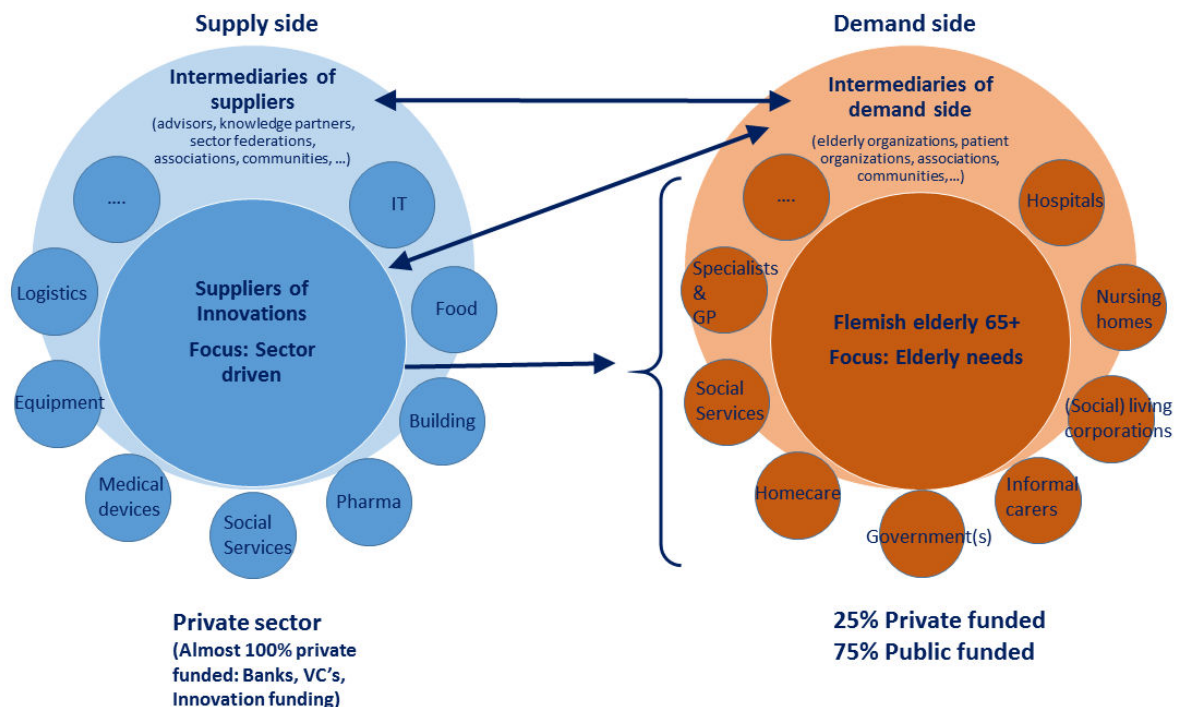 Supply side
Intermediaries of
suppliers
(advisors, knowledge partners,
sector federations,
associations, communities, ...)
....
IT
Logistics
Food
Suppliers of
Innovations
Focus: Sector
driven
Equipment
Building
Medical
devices
Pharma
Social
Services
Private sector
(Almost 100% private
funded: Banks, VC’s,
Innovation funding)
Demand side
Intermediaries of
demand side
(elderly organizations, patient
organizations, associations,
communities,...)
....
Hospitals
Specialists
&
GP
Nursing
homes
Flemish elderly 65+
Focus: Elderly needs
Social
Services
(Social) living
corporations
Homecare
Informal
carers
Government(s)
25% Private funded
75% Public funded